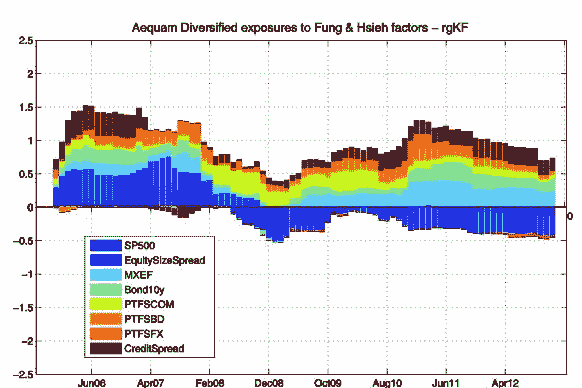 Aequam Diversified exposures to Fung & Hsieh factors – rgKF
2.5
2
1.5
1
0.5
0
0
−0.5
−1
−1.5
−2
−2.5
SP500
EquitySizeSpread
MXEF
Bond10y
PTFSCOM
PTFSBD
PTFSFX
CreditSpread
Jun06 Apr07 Feb08 Dec08 Oct09 Aug10 Jun11 Apr12